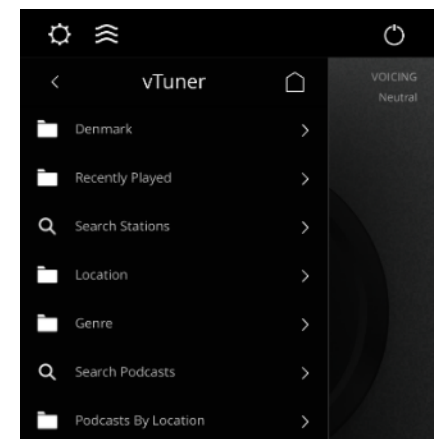 vTuner
VOICING
Neutral
Denmark
Recently Played
Search Stations
Location
Genre
Search Podcasts
Podcasts By Location